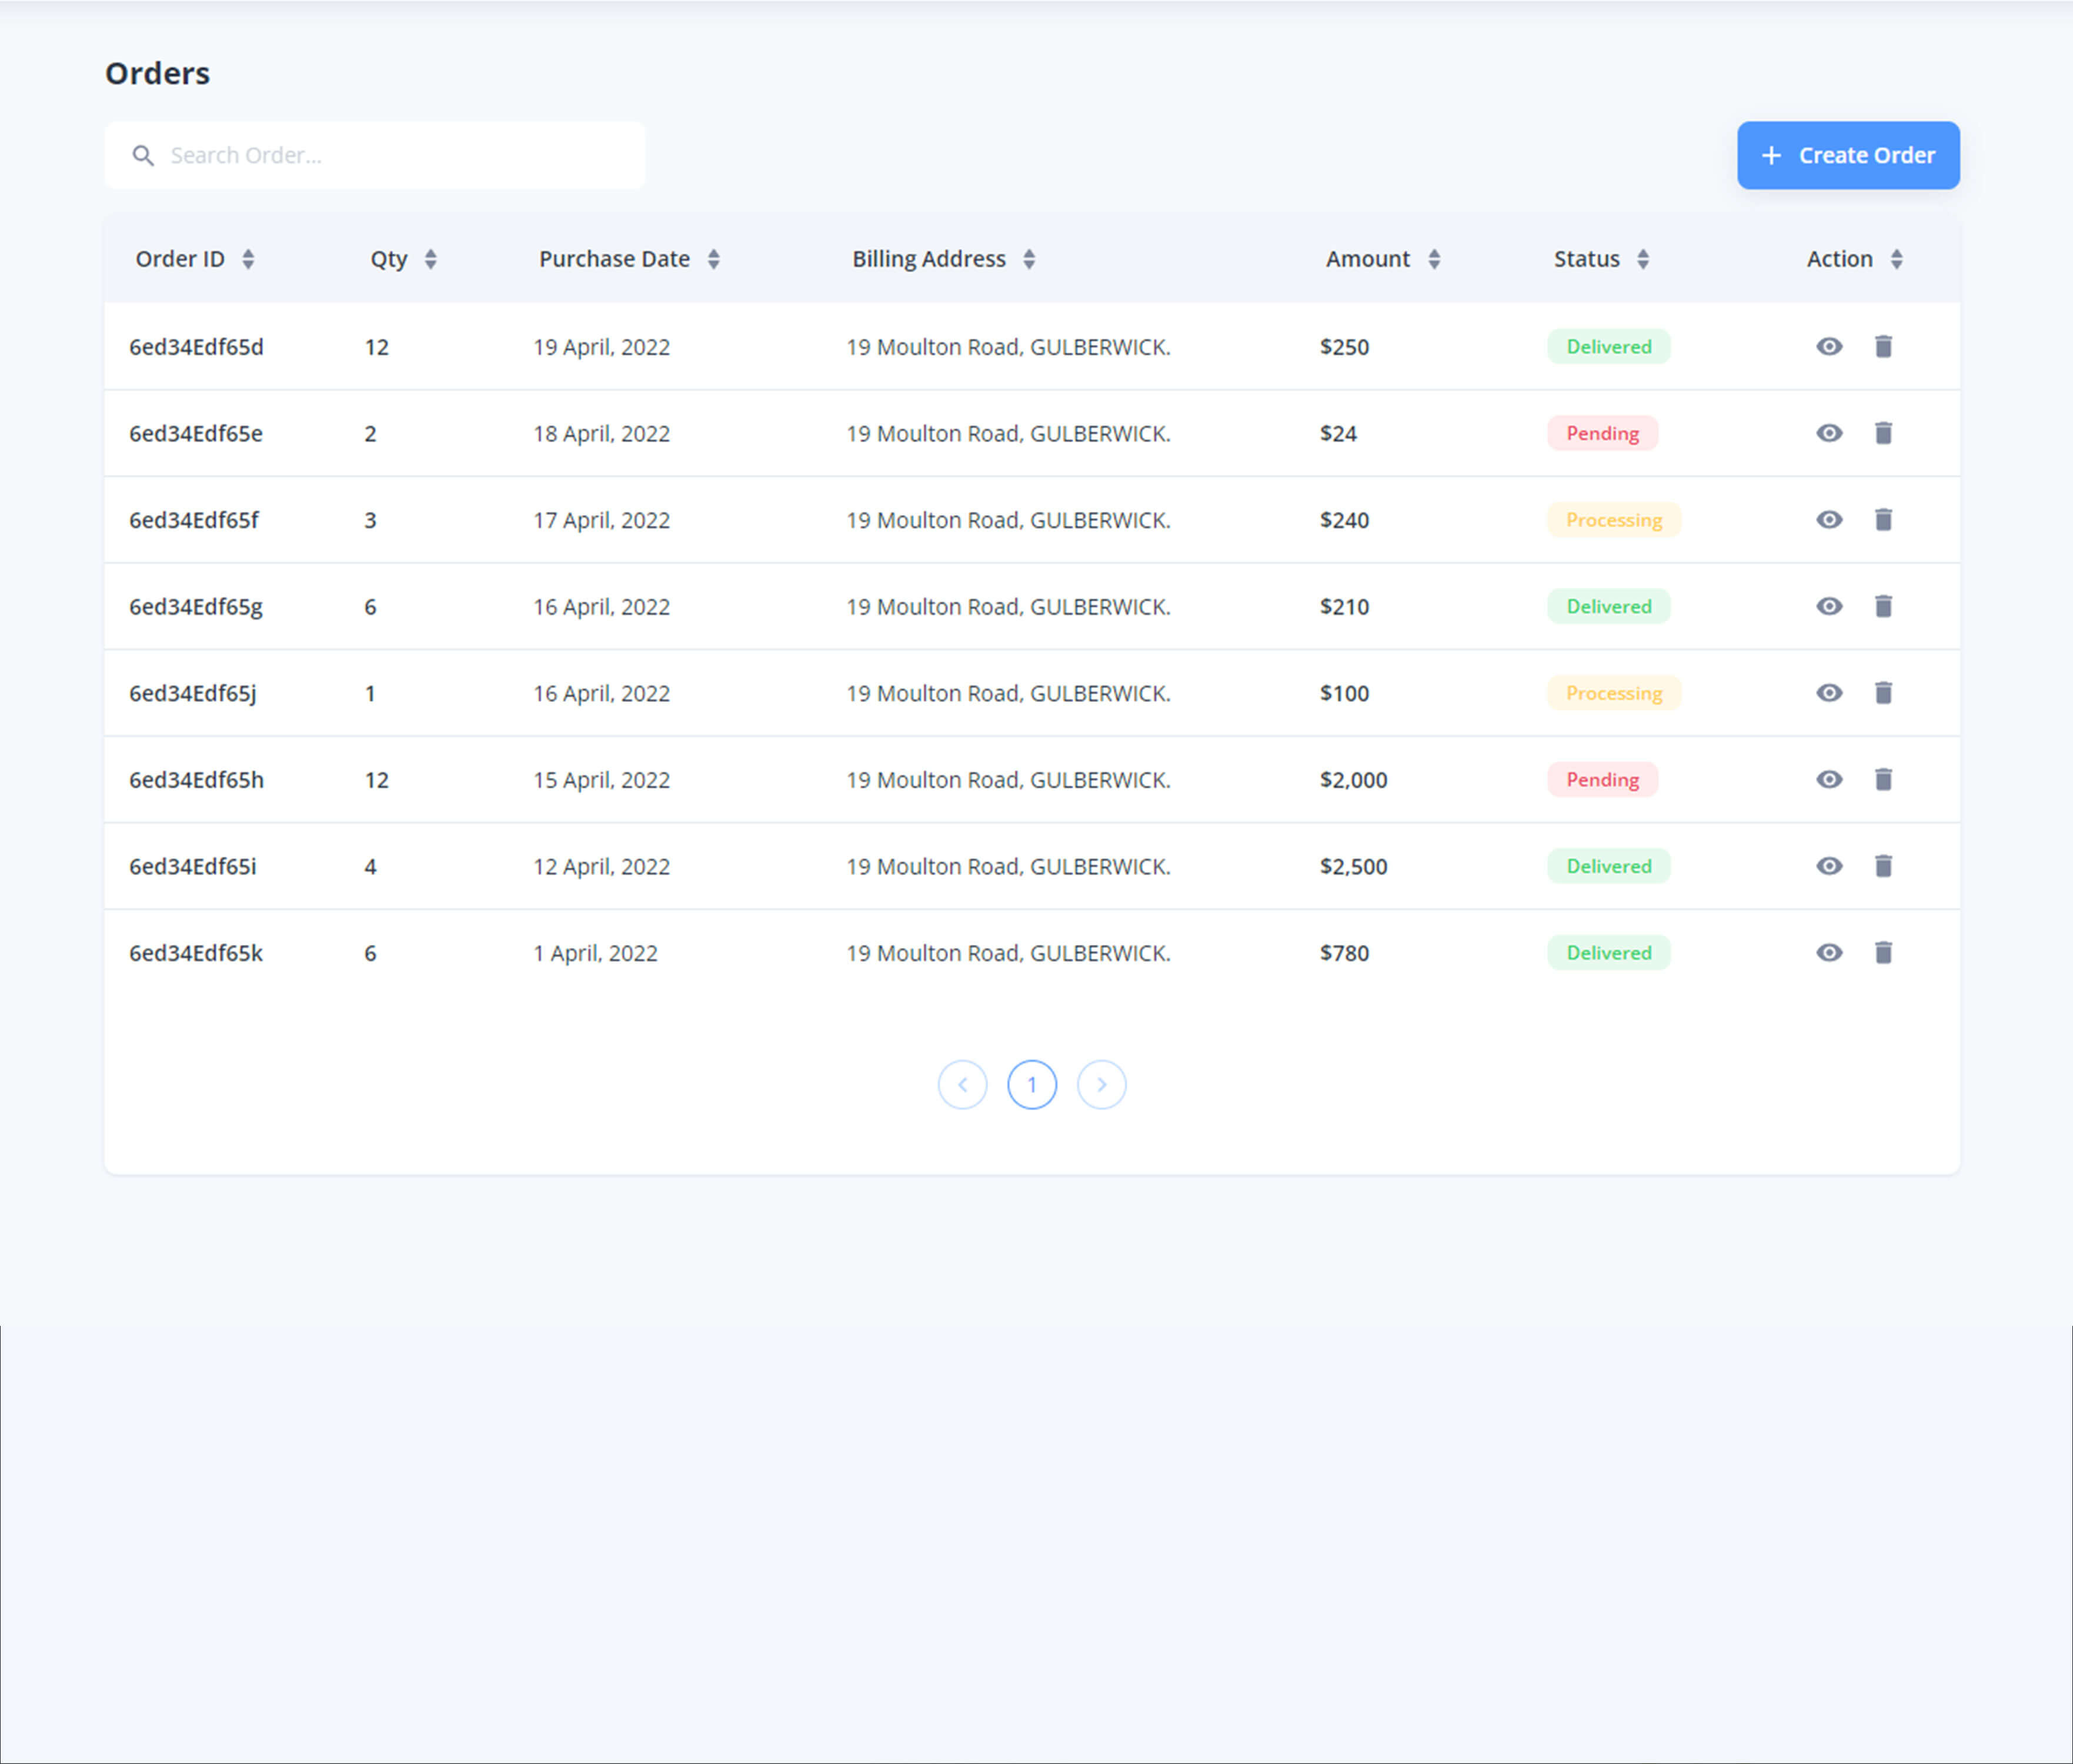 Orders
Search Order...
+ Create Order
Order ID Qty Purchase Date Billing Address Amount Status Action
6ed34Edf65d 12 19 April, 2022 19 Moulton Road, GULBERWICK. $250 Delivered
6ed34Edf65e 2 18 April, 2022 19 Moulton Road, GULBERWICK. $24 Pending
6ed34Edf65f 3 17 April, 2022 19 Moulton Road, GULBERWICK. $240 Processing
6ed34Edf65g 6 16 April, 2022 19 Moulton Road, GULBERWICK. $210 Delivered
6ed34Edf65j 1 16 April, 2022 19 Moulton Road, GULBERWICK. $100 Processing
6ed34Edf65h 12 15 April, 2022 19 Moulton Road, GULBERWICK. $2,000 Pending
6ed34Edf65i 4 12 April, 2022 19 Moulton Road, GULBERWICK. $2,500 Delivered
6ed34Edf65k 6 1 April, 2022 19 Moulton Road, GULBERWICK. $780 Delivered
1